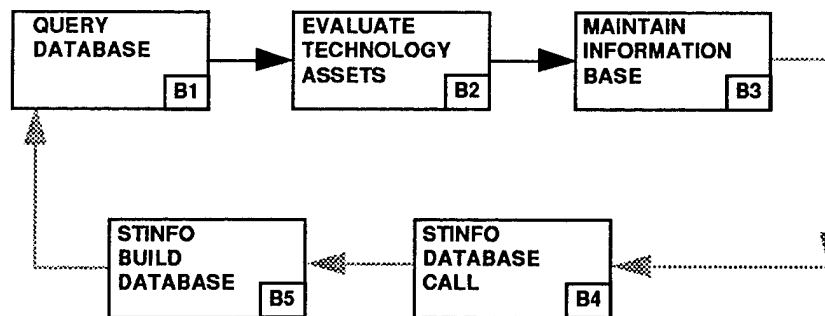 QUERY
DATABASE
B1
EVALUATE
TECHNOLOGY
ASSETS
B2
MAINTAIN
INFORMATION
BASE
B3
STINFO
BUILD
DATABASE
B5
STINFO
DATABASE
CALL
B4